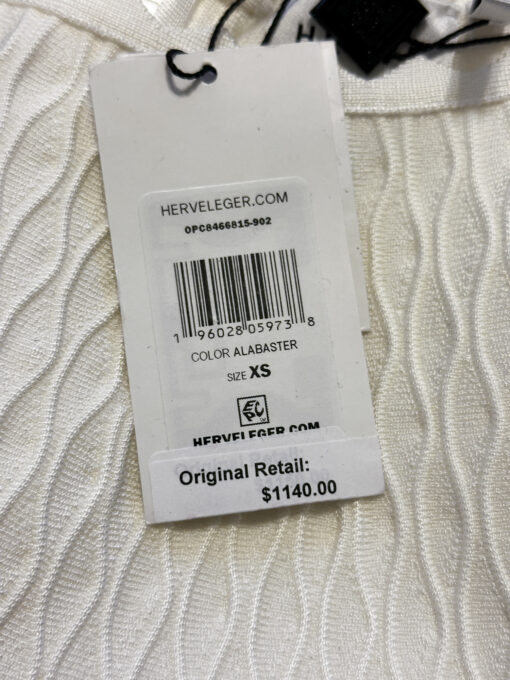 HERVELEGER.COM
0PC8466815-902
1 96028 05973 8
COLOR ALABASTER
SIZE XS
HERVELEGER.COM
Original Retail:
$1140.00